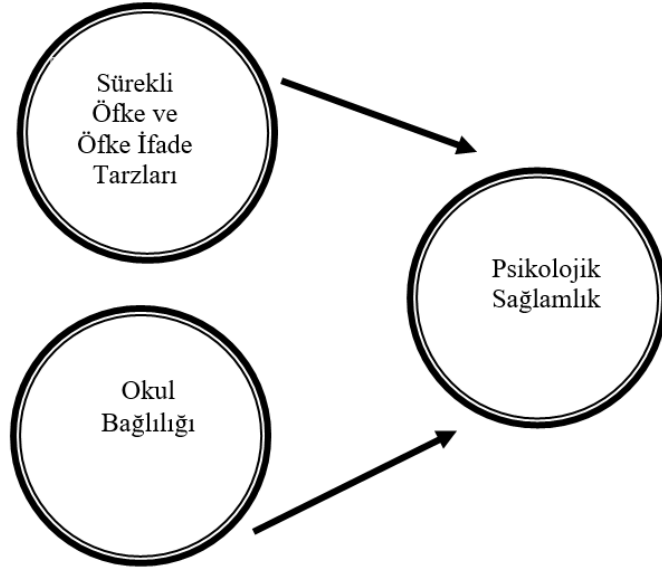 Sürekli
Öfke ve
Öfke İfade
Tarzları
Psikolojik
Sağlamlık
Okul
Bağlılığı